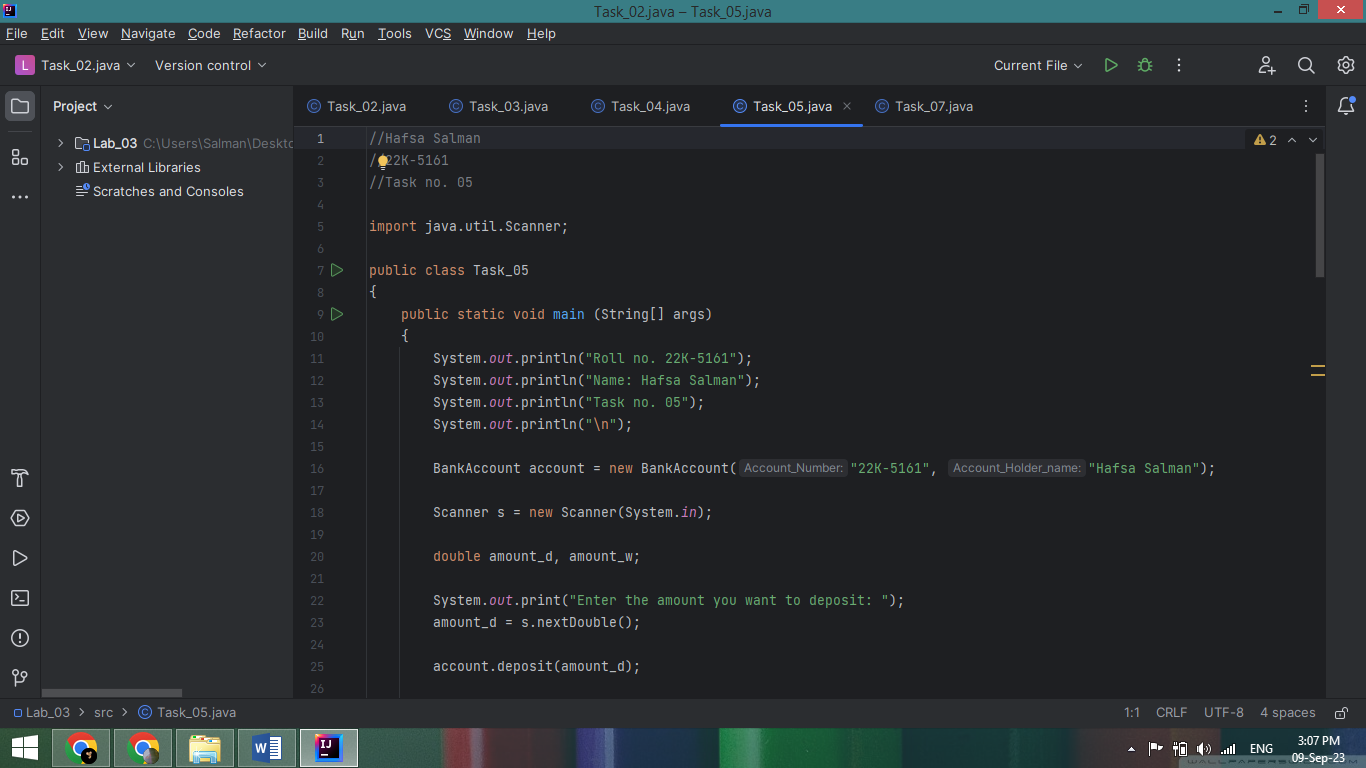 Task_02.java – Task_05.java
File Edit View Navigate Code Refactor Build Run Tools VCS Window Help
L Task_02.java Version control Current File
Project
Task_02.java Task_03.java Task_04.java Task_05.java Task_07.java
Lab_03 C:\Users\Salman\Deskto
External Libraries
Scratches and Consoles
2
1 //Hafsa Salman
2 //22K-5161
3 //Task no. 05
4
5 import java.util.Scanner;
6
7 public class Task_05
8 {
9 public static void main (String[] args)
10 {
11 System.out.println("Roll no. 22K-5161");
12 System.out.println("Name: Hafsa Salman");
13 System.out.println("Task no. 05");
14 System.out.println("\n");
15
16 BankAccount account = new BankAccount( Account_Number: "22K-5161", Account_Holder_name: "Hafsa Salman");
17
18 Scanner s = new Scanner(System.in);
19
20 double amount_d, amount_w;
21
22 System.out.print("Enter the amount you want to deposit: ");
23 amount_d = s.nextDouble();
24
25 account.deposit(amount_d);
26
Lab_03 > src > Task_05.java 1:1 CRLF UTF-8 4 spaces
W IJ ENG 3:07 PM
09-Sep-23